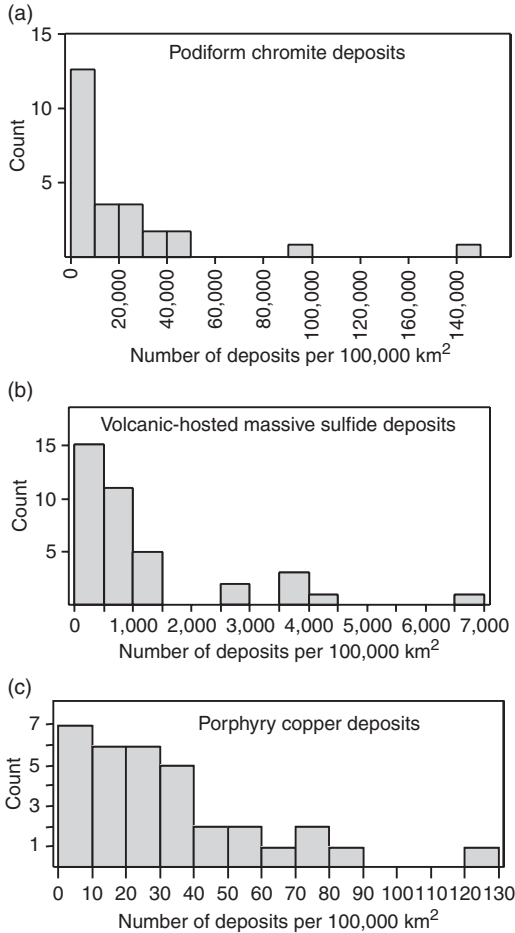 (a)
Podiform chromite deposits
15
10
5
Count
0 20,000 40,000 60,000 80,000 100,000 120,000 160,000 140,000
Number of deposits per 100,000 km²
(b)
Volcanic-hosted massive sulfide deposits
15
10
5
Count
0 1,000 2,000 3,000 4,000 5,000 6,000 7,000
Number of deposits per 100,000 km²
(c)
Porphyry copper deposits
7
5
3
1
Count
0 10 20 30 40 50 60 70 80 90 100 110 120 130
Number of deposits per 100,000 km²